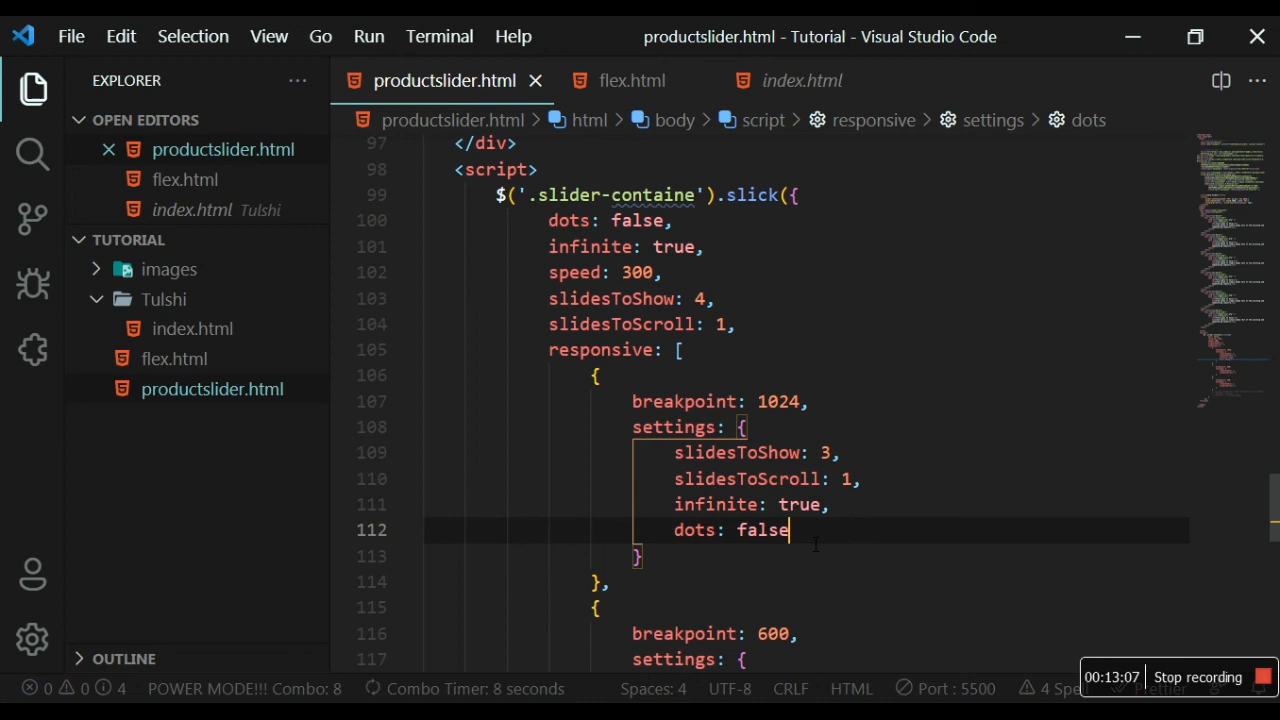 File Edit Selection View Go Run Terminal Help productslider.html - Tutorial - Visual Studio Code
EXPLORER ···
productslider.html flex.html index.html
OPEN EDITORS
productslider.html > html > body > script > responsive > settings > dots
productslider.html
flex.html
index.html Tulshi
TUTORIAL
images
Tulshi
index.html
flex.html
productslider.html
OUTLINE
97 </div>
98 <script>
99 $('.slider-containe').slick({
100 dots: false,
101 infinite: true,
102 speed: 300,
103 slidesToShow: 4,
104 slidesToScroll: 1,
105 responsive: [
106 {
107 breakpoint: 1024,
108 settings: {
109 slidesToShow: 3,
110 slidesToScroll: 1,
111 infinite: true,
112 dots: false
113 }
114 },
115 {
116 breakpoint: 600,
117 settings: {
0 0 4 POWER MODE!!! Combo: 8 Combo Timer: 8 seconds Spaces: 4 UTF-8 CRLF HTML Port : 5500 4 Spell Prettier
00:13:07 Stop recording